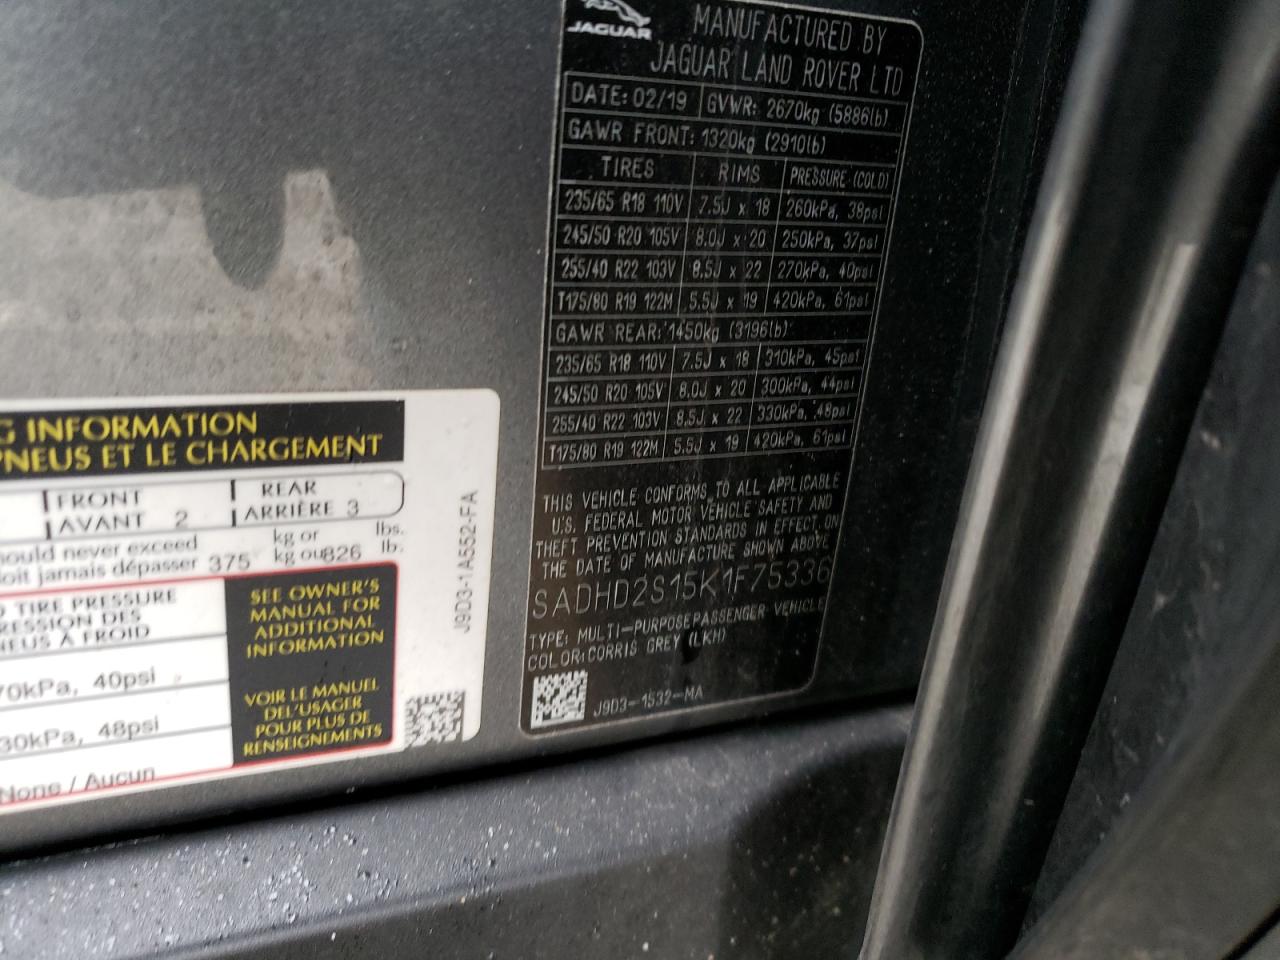 JAGUAR
MANUFACTURED BY
JAGUAR LAND ROVER LTD
DATE: 02/19 GVWR: 2670kg (5886lb)
GAWR FRONT: 1320kg (2910lb)
TIRES RIMS PRESSURE (COLD)
235/65 R18 110V 7.5J x 18 260kPa, 38psi
245/50 R20 105V 8.0J x 20 250kPa, 37psi
255/40 R22 103V 8.5J x 22 270kPa, 40psi
T175/80 R19 122M 5.5J x 19 420kPa, 61psi
GAWR REAR: 1450kg (3196lb)
235/65 R18 110V 7.5J x 18 310kPa, 45psi
245/50 R20 105V 8.0J x 20 300kPa, 44psi
255/40 R22 103V 8.5J x 22 330kPa, 48psi
T175/80 R19 122M 5.5J x 19 420kPa, 61psi
THIS VEHICLE CONFORMS TO ALL APPLICABLE
U.S. FEDERAL MOTOR VEHICLE SAFETY AND
THEFT PREVENTION STANDARDS IN EFFECT ON
THE DATE OF MANUFACTURE SHOWN ABOVE
SADHD2S15K1F75336
TYPE: MULTI-PURPOSE PASSENGER VEHICLE
COLOR: CORRIS GREY (LKH)
J9D3-1532-MA
G INFORMATION
PNEUS ET LE CHARGEMENT
FRONT REAR
AVANT 2 ARRIÈRE 3
hould never exceed kg or lbs.
doit jamais dépasser 375 kg ou 826 lb.
TIRE PRESSURE
RESSION DES
NEUS À FROID
70kPa, 40psi
30kPa, 48psi
None / Aucun
SEE OWNER'S
MANUAL FOR
ADDITIONAL
INFORMATION
VOIR LE MANUEL
DEL'USAGER
POUR PLUS DE
RENSEIGNEMENTS
J9D3-1A552-FA